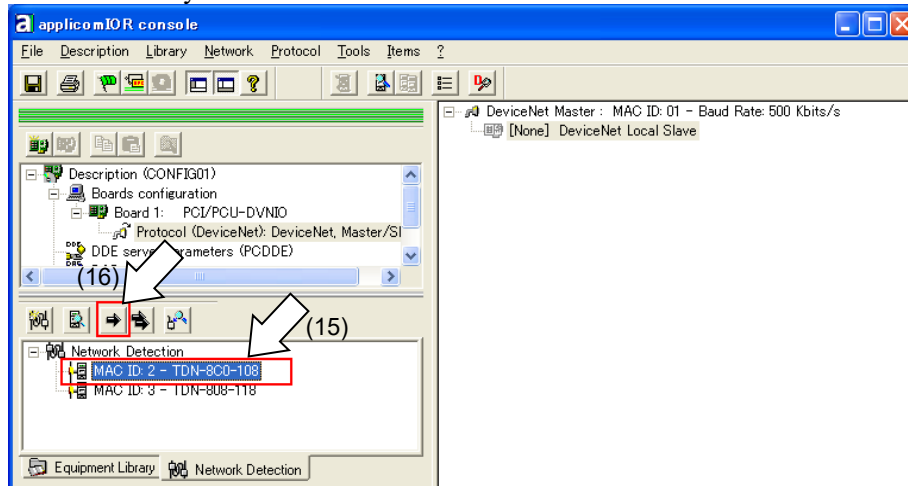 applicomIOR console
File Description Library Network Protocol Tools Items ?
DeviceNet Master : MAC ID: 01 - Baud Rate: 500 Kbits/s
[None] DeviceNet Local Slave
Description (CONFIG01)
Boards configuration
Board 1: PCI/PCU-DVNIO
Protocol (DeviceNet): DeviceNet, Master/Sl
DDE server parameters (PCDDE)
(16)
(15)
Network Detection
MAC ID: 2 - TDN-8C0-108
MAC ID: 3 - TDN-808-118
Equipment Library Network Detection